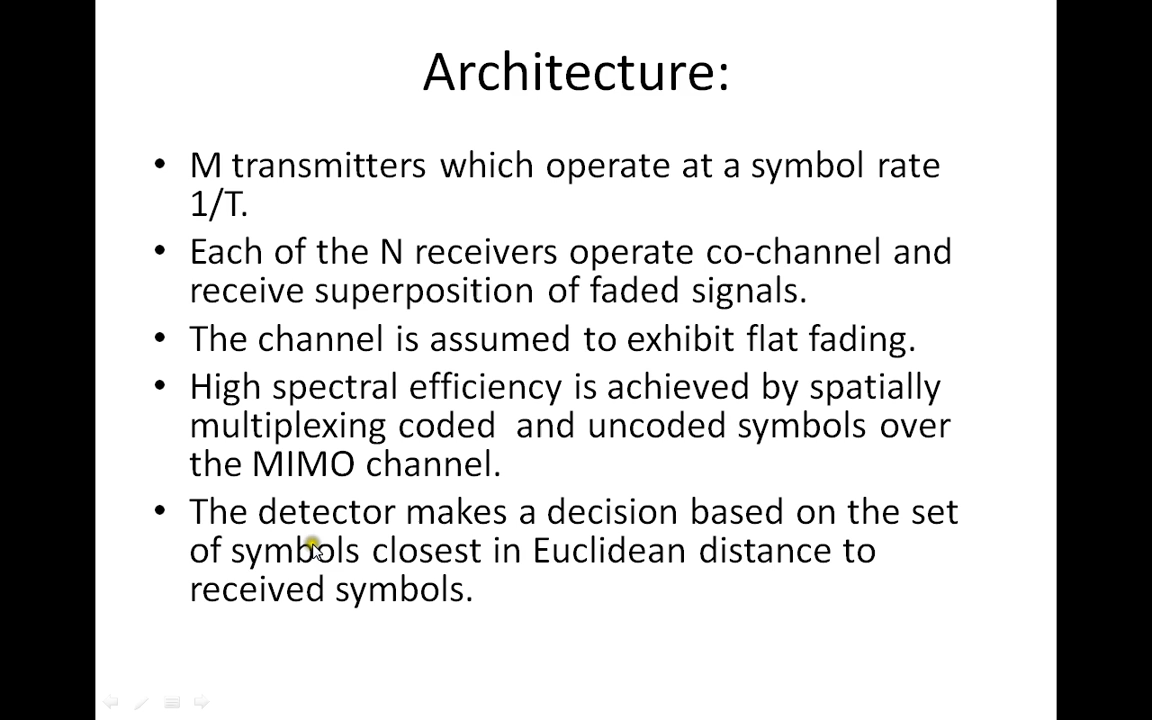 Architecture:
• M transmitters which operate at a symbol rate
1/T.
• Each of the N receivers operate co-channel and
receive superposition of faded signals.
• The channel is assumed to exhibit flat fading.
• High spectral efficiency is achieved by spatially
multiplexing coded  and uncoded symbols over
the MIMO channel.
• The detector makes a decision based on the set
of symbols closest in Euclidean distance to
received symbols.